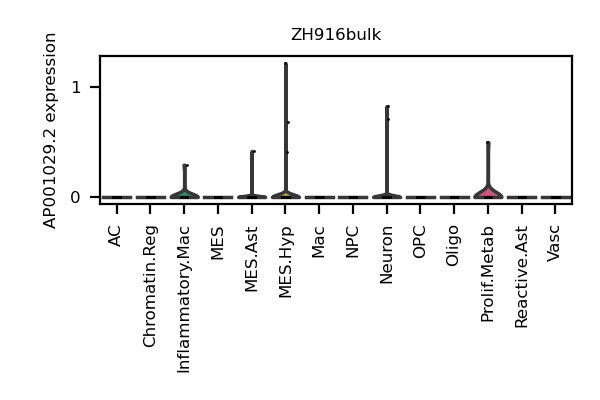 ZH916bulk
AP001029.2 expression
1
0
AC
Chromatin.Reg
Inflammatory.Mac
MES
MES.Ast
MES.Hyp
Mac
NPC
Neuron
OPC
Oligo
Prolif.Metab
Reactive.Ast
Vasc